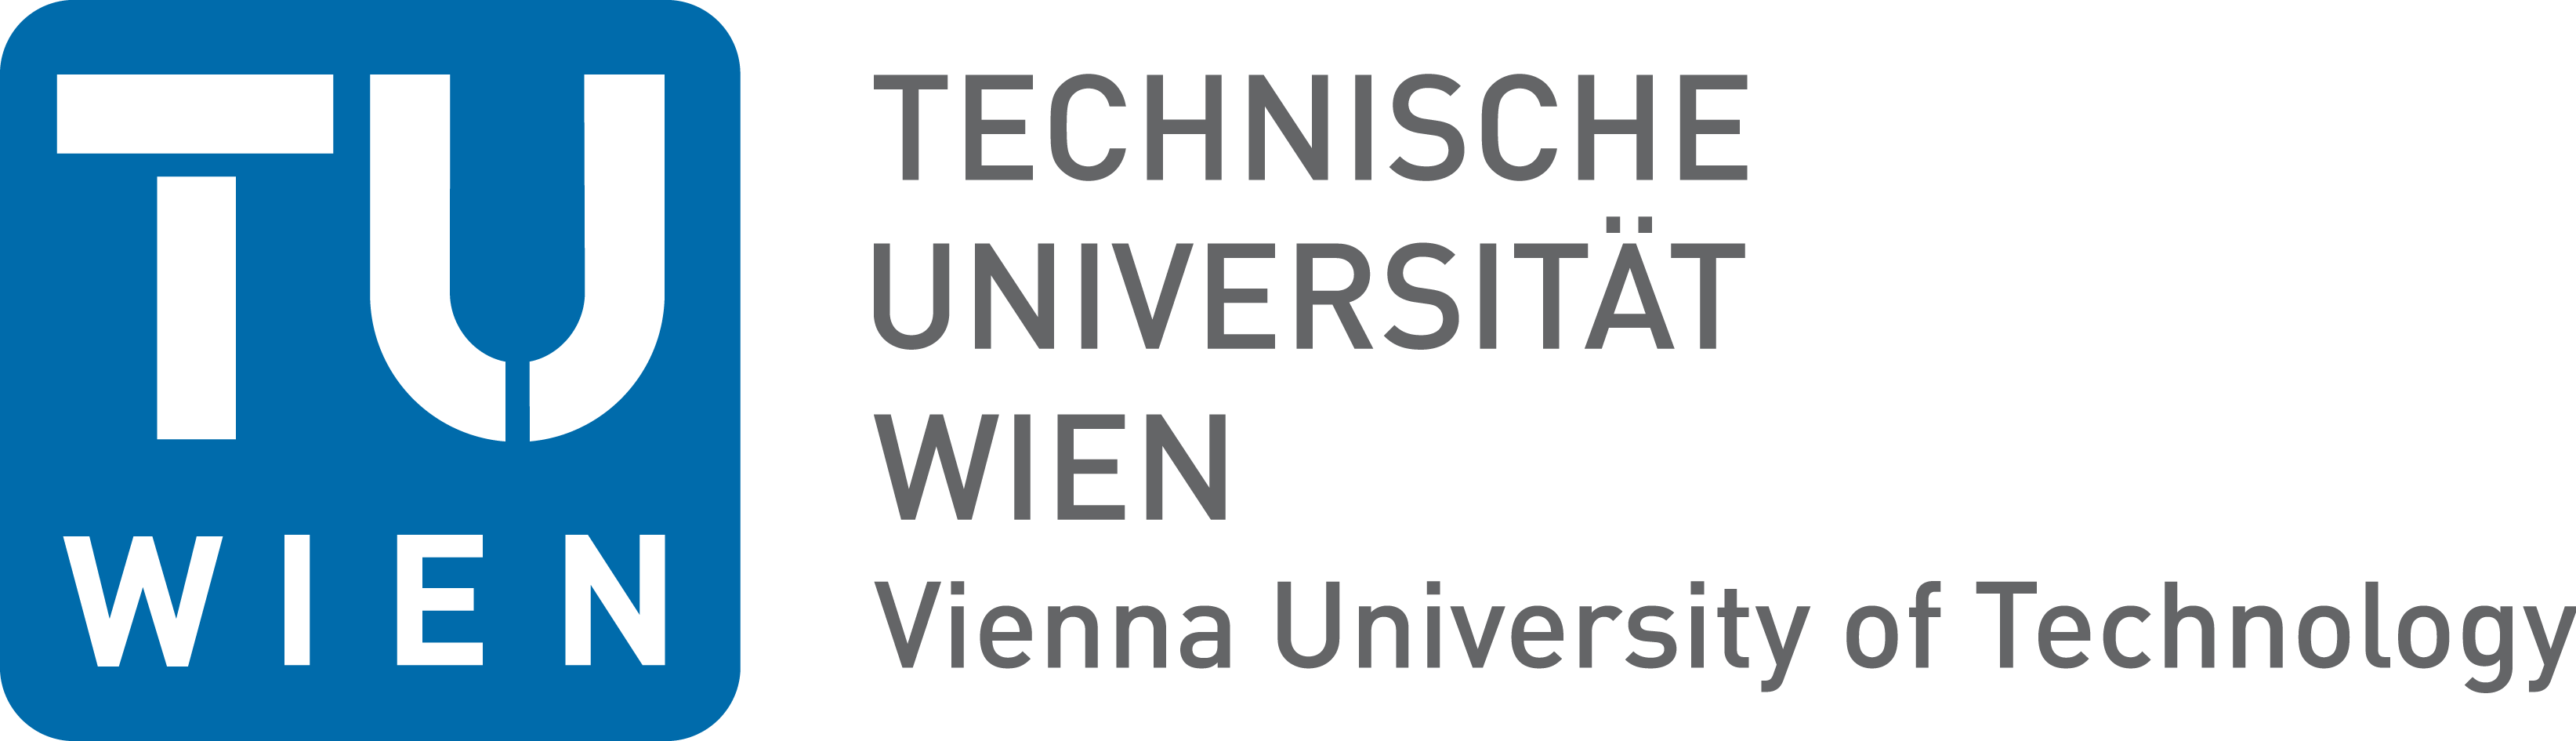 TU
WIEN
TECHNISCHE
UNIVERSITÄT
WIEN
Vienna University of Technology